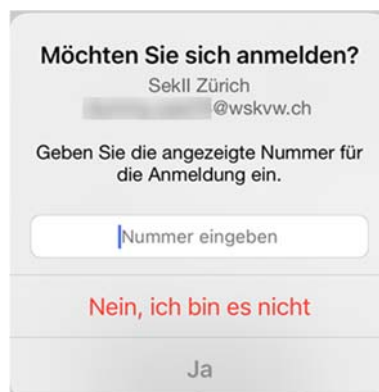 Möchten Sie sich anmelden?
SekII Zürich
@wskvw.ch
Geben Sie die angezeigte Nummer für
die Anmeldung ein.
Nummer eingeben
Nein, ich bin es nicht
Ja